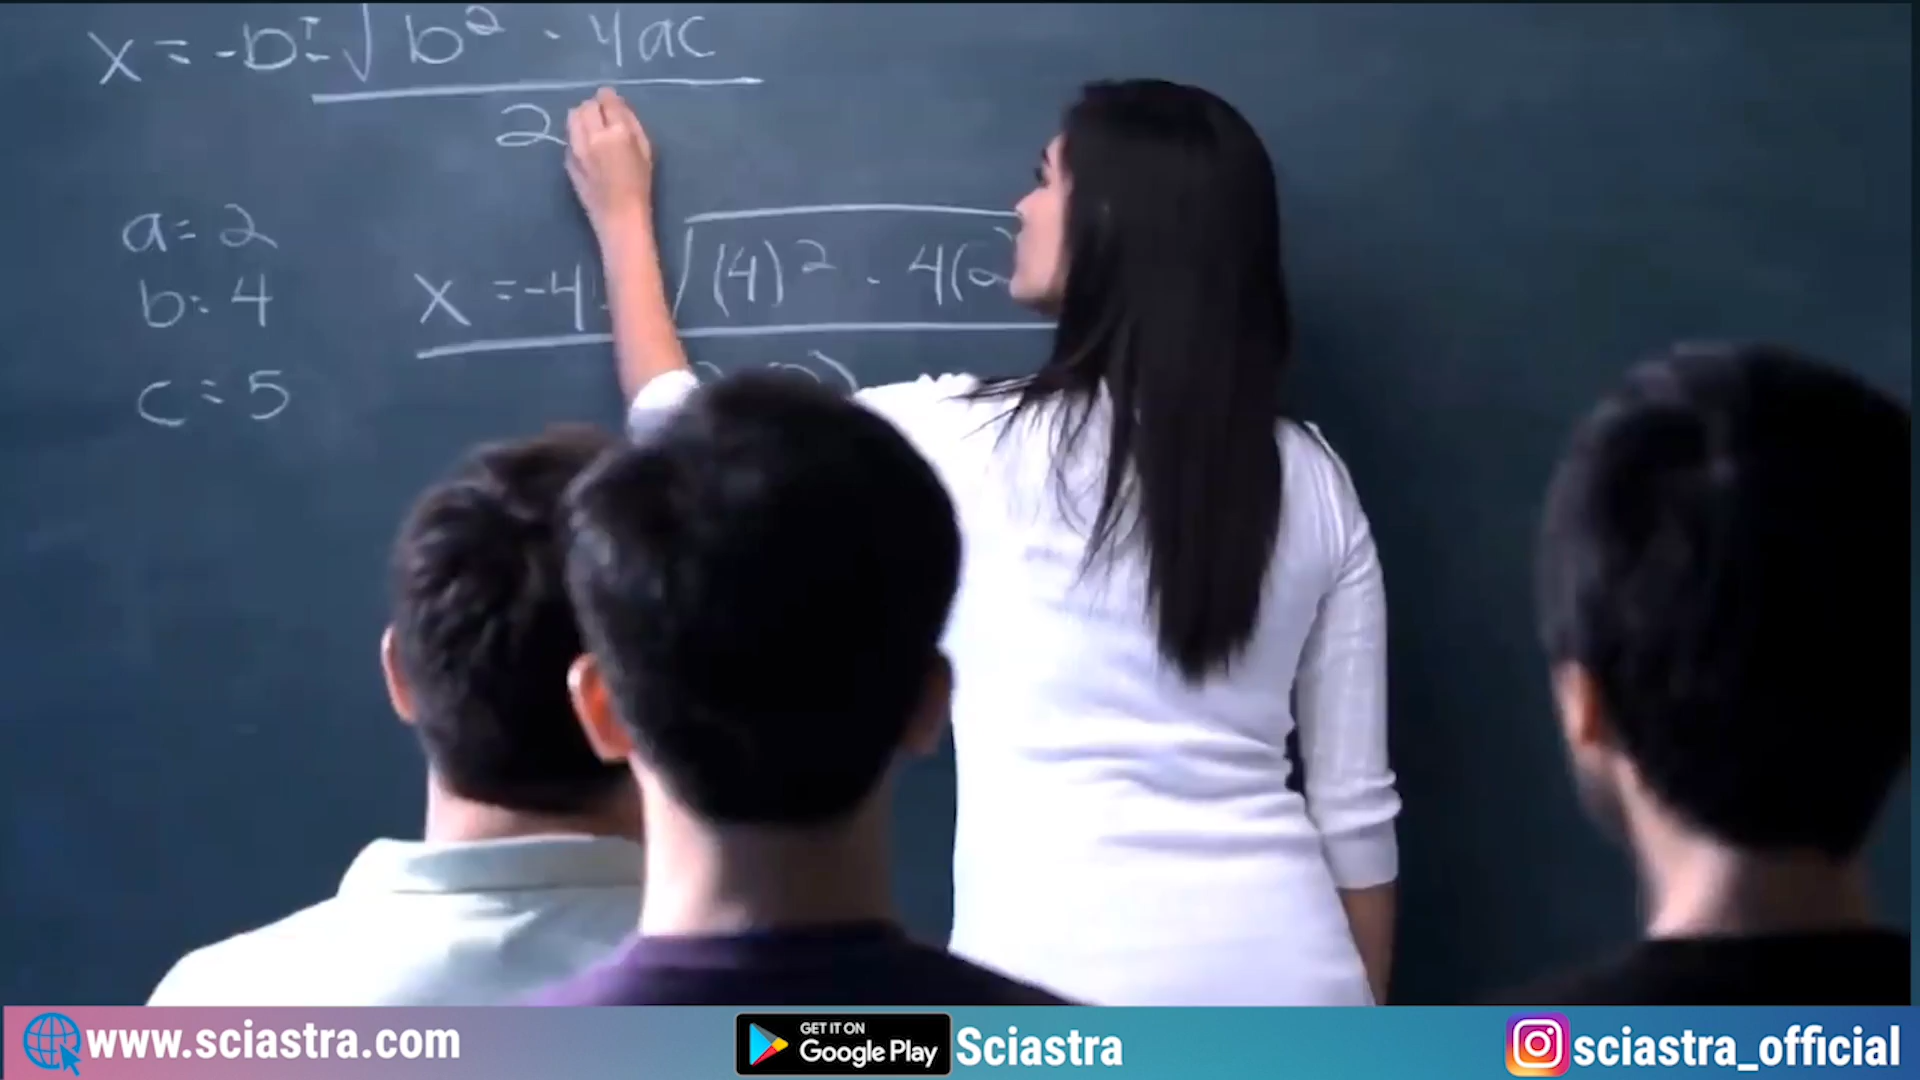 x = -b ± √ b² - 4ac
2
a = 2
b = 4
x = -4 √(4)² - 4(2)
c = 5
www.sciastra.com
GET IT ON
Google Play
Sciastra
sciastra_official